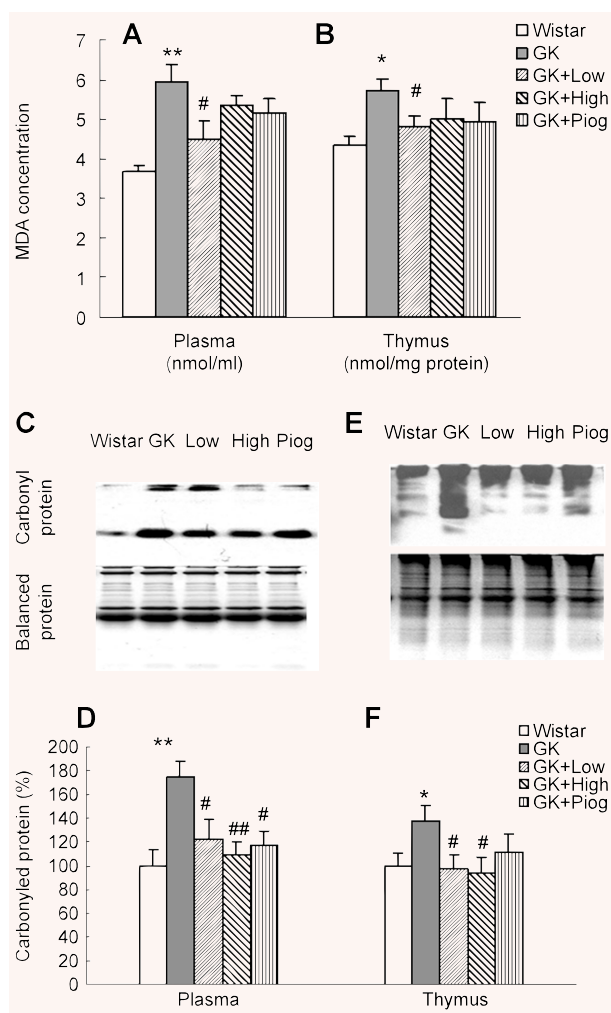 A
B
Wistar
GK
GK+Low
GK+High
GK+Piog
MDA concentration
7
6
5
4
3
2
1
0
**
#
*
#
Plasma
(nmol/ml)
Thymus
(nmol/mg protein)
C
Wistar GK Low High Piog
Carbonyl
protein
Balanced
protein
E
Wistar GK Low High Piog
D
F
Wistar
GK
GK+Low
GK+High
GK+Piog
Carbonyled protein (%)
200
180
160
140
120
100
80
60
40
20
0
**
#
##
#
*
#
#
Plasma
Thymus